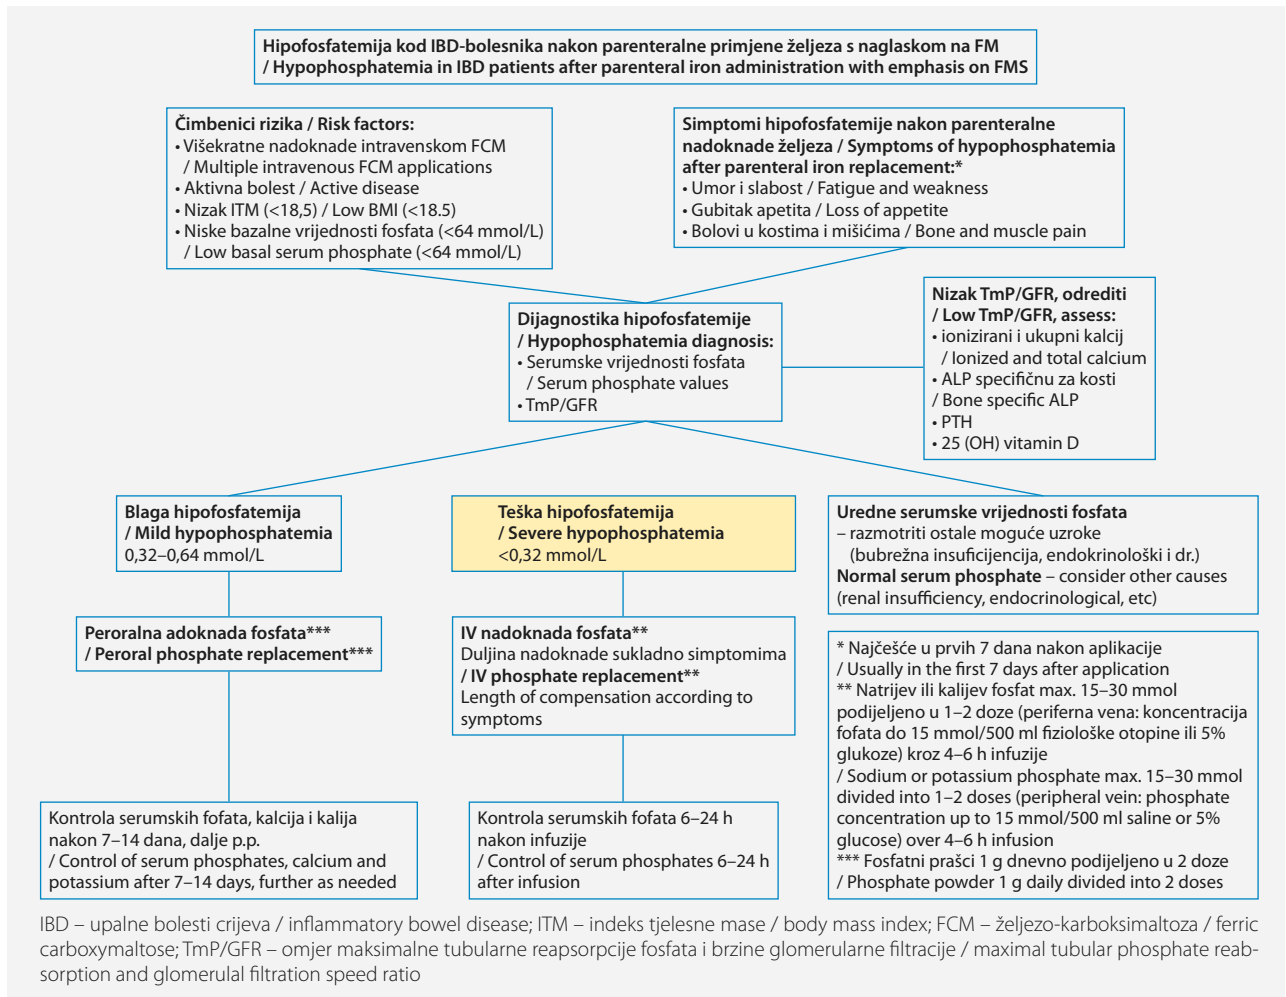 Hipofosfatemija kod IBD-bolesnika nakon parenteralne primjene željeza s naglaskom na FM
/ Hypophosphatemia in IBD patients after parenteral iron administration with emphasis on FMS
Čimbenici rizika / Risk factors:
• Višekratne nadoknade intravenskom FCM
/ Multiple intravenous FCM applications
• Aktivna bolest / Active disease
• Nizak ITM (<18,5) / Low BMI (<18.5)
• Niske bazalne vrijednosti fosfata (<64 mmol/L)
/ Low basal serum phosphate (<64 mmol/L)
Simptomi hipofosfatemije nakon parenteralne
nadoknade željeza / Symptoms of hypophosphatemia
after parenteral iron replacement:*
• Umor i slabost / Fatigue and weakness
• Gubitak apetita / Loss of appetite
• Bolovi u kostima i mišićima / Bone and muscle pain
Dijagnostika hipofosfatemije
/ Hypophosphatemia diagnosis:
• Serumske vrijednosti fosfata
/ Serum phosphate values
• TmP/GFR
Nizak TmP/GFR, odrediti
/ Low TmP/GFR, assess:
• ionizirani i ukupni kalcij
/ Ionized and total calcium
• ALP specifičnu za kosti
/ Bone specific ALP
• PTH
• 25 (OH) vitamin D
Blaga hipofosfatemija
/ Mild hypophosphatemia
0,32–0,64 mmol/L
Teška hipofosfatemija
/ Severe hypophosphatemia
<0,32 mmol/L
Uredne serumske vrijednosti fosfata
– razmotriti ostale moguće uzroke
(bubrežna insuficijencija, endokrinološki i dr.)
Normal serum phosphate – consider other causes
(renal insufficiency, endocrinological, etc)
Peroralna adoknada fosfata***
/ Peroral phosphate replacement***
IV nadoknada fosfata**
Duljina nadoknade sukladno simptomima
/ IV phosphate replacement**
Length of compensation according to
symptoms
Kontrola serumskih fofata, kalcija i kalija
nakon 7–14 dana, dalje p.p.
/ Control of serum phosphates, calcium and
potassium after 7–14 days, further as needed
Kontrola serumskih fofata 6–24 h
nakon infuzije
/ Control of serum phosphates 6–24 h
after infusion
* Najčešće u prvih 7 dana nakon aplikacije
/ Usually in the first 7 days after application
** Natrijev ili kalijev fosfat max. 15–30 mmol
podijeljeno u 1–2 doze (periferna vena: koncentracija
fofata do 15 mmol/500 ml fiziološke otopine ili 5%
glukoze) kroz 4–6 h infuzije
/ Sodium or potassium phosphate max. 15–30 mmol
divided into 1–2 doses (peripheral vein: phosphate
concentration up to 15 mmol/500 ml saline or 5%
glucose) over 4–6 h infusion
*** Fosfatni prašci 1 g dnevno podijeljeno u 2 doze
/ Phosphate powder 1 g daily divided into 2 doses
IBD – upalne bolesti crijeva / inflammatory bowel disease; ITM – indeks tjelesne mase / body mass index; FCM – željezo-karboksimaltoza / ferric
carboxymaltose; TmP/GFR – omjer maksimalne tubularne reapsorpcije fosfata i brzine glomerularne filtracije / maximal tubular phosphate reab-
sorption and glomerulal filtration speed ratio